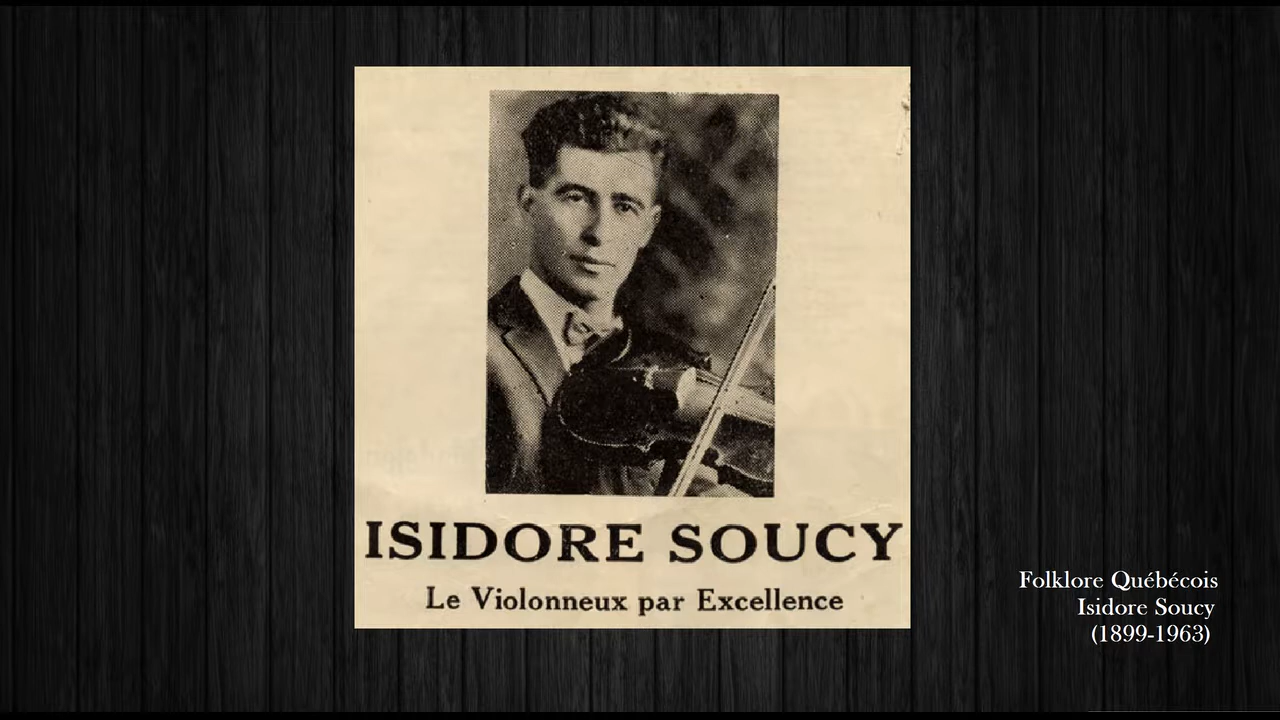 ISIDORE SOUCY
Le Violonneux par Excellence
Folklore Québécois
Isidore Soucy
(1899-1963)